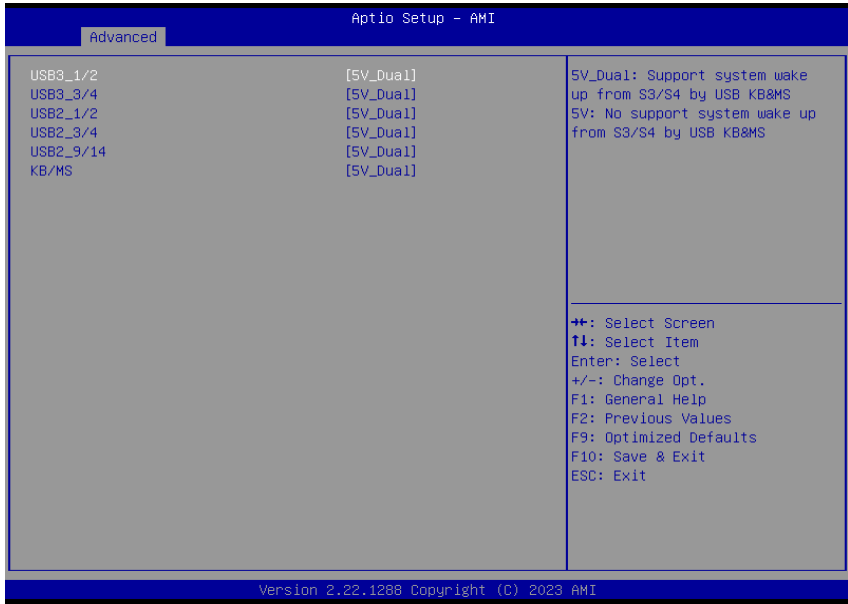 Aptio Setup - AMI
Advanced
USB3_1/2 [5V_Dual]
USB3_3/4 [5V_Dual]
USB2_1/2 [5V_Dual]
USB2_3/4 [5V_Dual]
USB2_9/14 [5V_Dual]
KB/MS [5V_Dual]
5V_Dual: Support system wake
up from S3/S4 by USB KB&MS
5V: No support system wake up
from S3/S4 by USB KB&MS
→←: Select Screen
↑↓: Select Item
Enter: Select
+/-: Change Opt.
F1: General Help
F2: Previous Values
F9: Optimized Defaults
F10: Save & Exit
ESC: Exit
Version 2.22.1288 Copyright (C) 2023 AMI